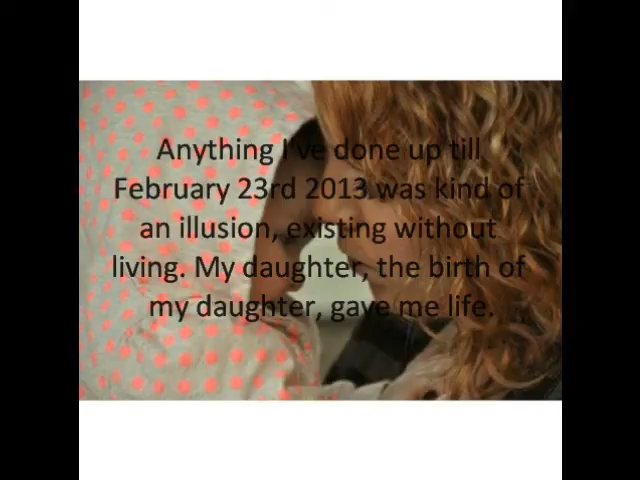 Anything I've done up till
February 23rd 2013 was kind of
an illusion, existing without
living. My daughter, the birth of
my daughter, gave me life.